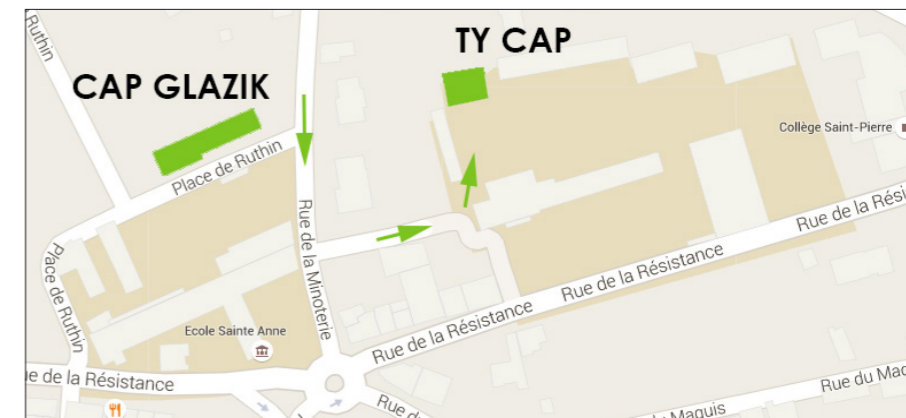 Ruthin
TY CAP
CAP GLAZIK
Collège Saint-Pierre
Place de Ruthin
Rue de la Minoterie
Rue de la Rési
Place de Ruthin
Rue de la Résistance
Ecole Sainte Anne
Rue de la Résistance
e de la Résistance
Rue du Mac
Rue d
Maquis